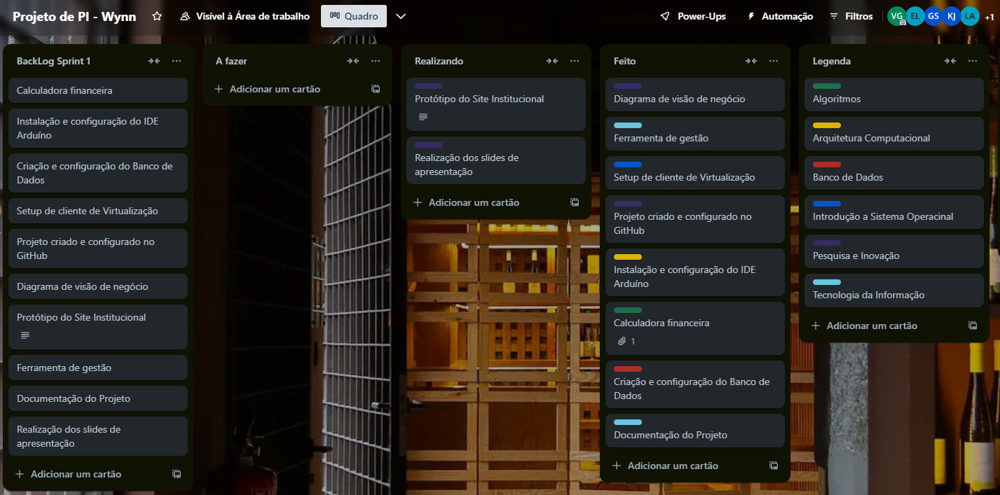 Projeto de PI - Wynn
Visível à Área de trabalho
Quadro
Power-Ups
Automação
Filtros
VG
EL
GS
KJ
LA
+1
BackLog Sprint 1
Calculadora financeira
Instalação e configuração do IDE
Arduíno
Criação e configuração do Banco de
Dados
Setup de cliente de Virtualização
Projeto criado e configurado no
GitHub
Diagrama de visão de negócio
Protótipo do Site Institucional
Ferramenta de gestão
Documentação do Projeto
Realização dos slides de
apresentação
Adicionar um cartão
A fazer
Adicionar um cartão
Realizando
Protótipo do Site Institucional
Realização dos slides de
apresentação
Adicionar um cartão
Feito
Diagrama de visão de negócio
Ferramenta de gestão
Setup de cliente de Virtualização
Projeto criado e configurado no
GitHub
Instalação e configuração do IDE
Arduíno
Calculadora financeira
1
Criação e configuração do Banco de
Dados
Documentação do Projeto
Adicionar um cartão
Legenda
Algoritmos
Arquitetura Computacional
Banco de Dados
Introdução a Sistema Operacinal
Pesquisa e Inovação
Tecnologia da Informação
Adicionar um cartão